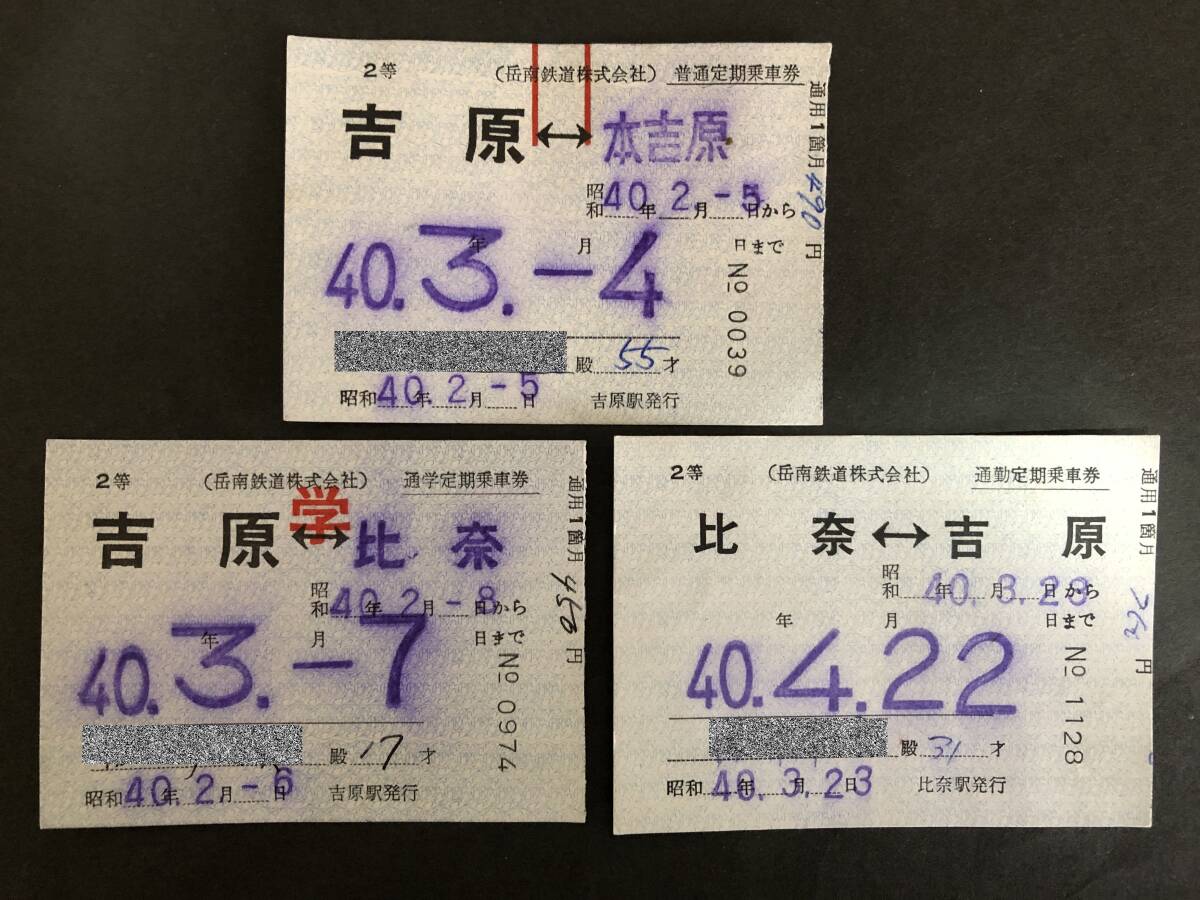 2等 (岳南鉄道株式会社) 普通定期乗車券
吉原↔本吉原
昭和40年2月-5日から
40.年3.月-4日まで
殿 55才
昭和40年2月-5日 吉原駅発行
通用1箇月490円
No 0039
2等 (岳南鉄道株式会社) 通学定期乗車券
学
吉原↔比奈
昭和40年2月-8日から
40.年3.月-7日まで
殿 17才
昭和40年2.月-6日 吉原駅発行
通用1箇月450円
No 0974
2等 (岳南鉄道株式会社) 通勤定期乗車券
比奈↔吉原
昭和40.年3.月23日から
40.年4.月22日まで
殿 31才
昭和40.年3.月23日 比奈駅発行
通用1箇月 円
No 1128